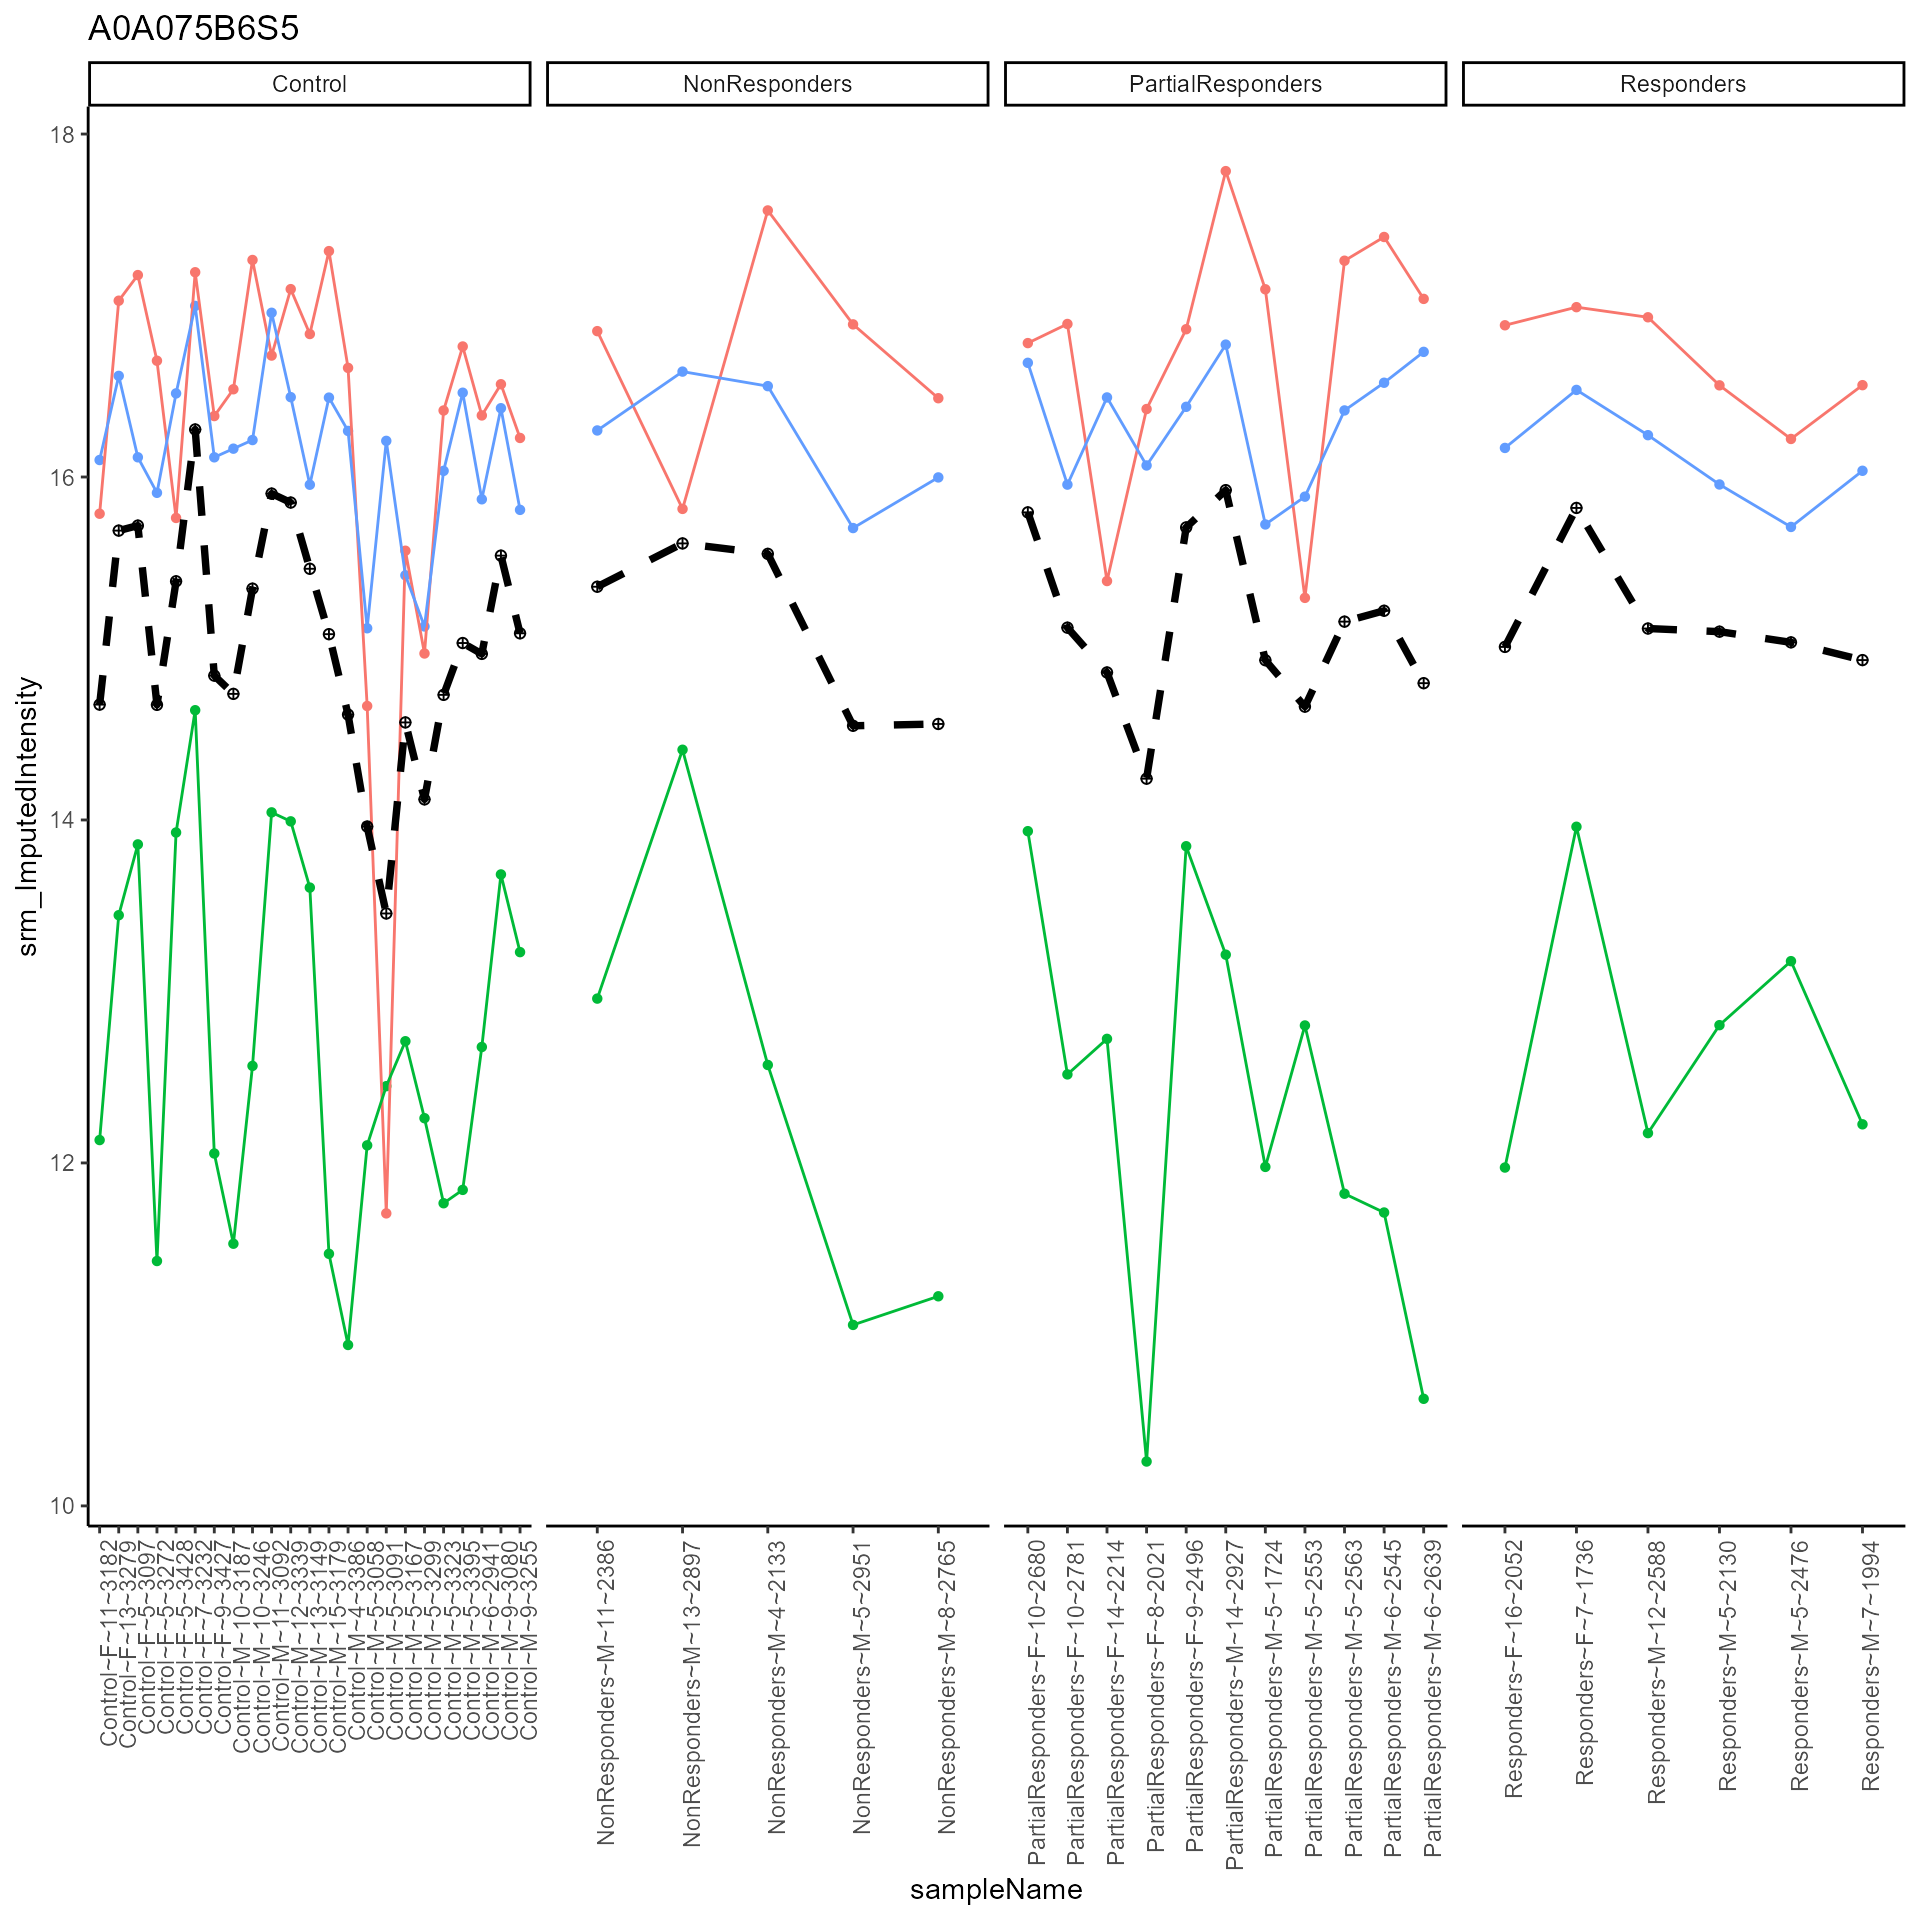 A0A075B6S5
Control
NonResponders
PartialResponders
Responders
18
16
14
12
10
srm_ImputedIntensity
Control~F~11~3182
Control~F~13~3279
Control~F~5~3097
Control~F~5~3272
Control~F~5~3428
Control~F~7~3232
Control~F~9~3427
Control~M~10~3187
Control~M~10~3246
Control~M~11~3092
Control~M~12~3339
Control~M~13~3149
Control~M~15~3179
Control~M~4~3386
Control~M~5~3058
Control~M~5~3091
Control~M~5~3167
Control~M~5~3299
Control~M~5~3323
Control~M~5~3395
Control~M~6~2941
Control~M~9~3080
Control~M~9~3255
NonResponders~M~11~2386
NonResponders~M~13~2897
NonResponders~M~4~2133
NonResponders~M~5~2951
NonResponders~M~8~2765
PartialResponders~F~10~2680
PartialResponders~F~10~2781
PartialResponders~F~14~2214
PartialResponders~F~8~2021
PartialResponders~F~9~2496
PartialResponders~M~14~2927
PartialResponders~M~5~1724
PartialResponders~M~5~2553
PartialResponders~M~5~2563
PartialResponders~M~6~2545
PartialResponders~M~6~2639
Responders~F~16~2052
Responders~F~7~1736
Responders~M~12~2588
Responders~M~5~2130
Responders~M~5~2476
Responders~M~7~1994
sampleName